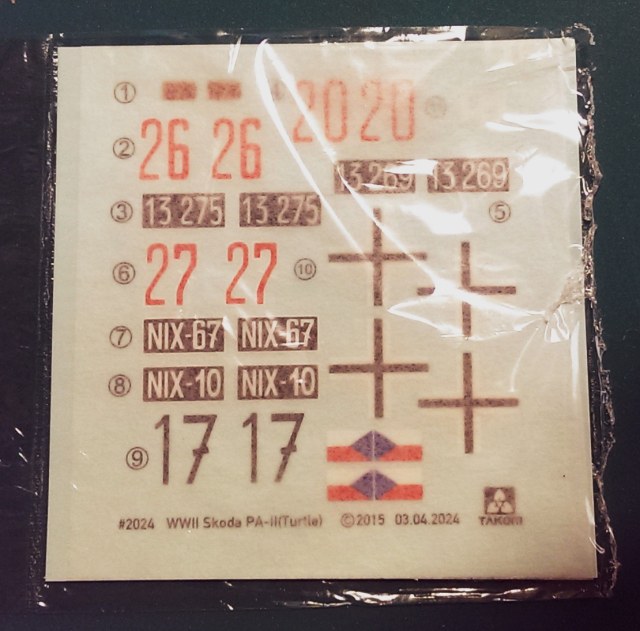 ① 20 20
② 26 26
13·269 13·269
③ 13·275 13·275 ⑤
⑥ 27 27 ⑩
⑦ NIX-67 NIX-67
⑧ NIX-10 NIX-10
⑨ 17 17
#2024 WWII Skoda PA-II(Turtle) ©2015 03.04.2024 TAKOM